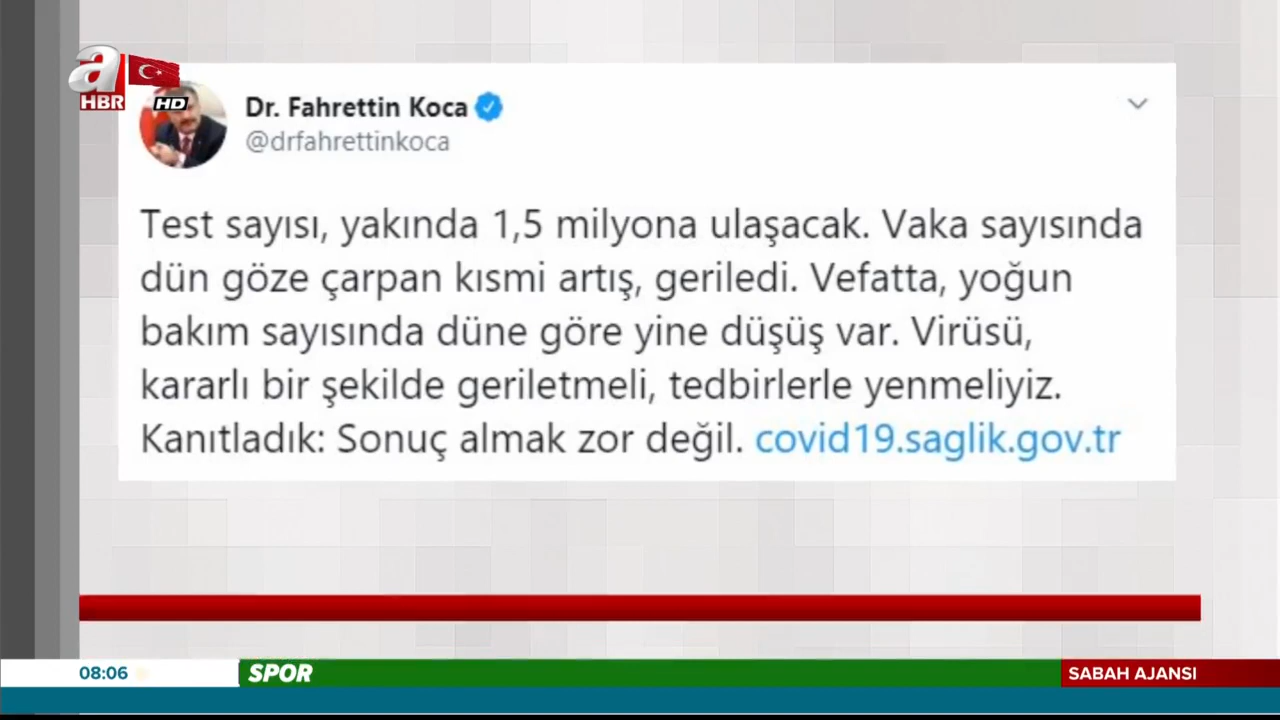 a
HBR
HD
Dr. Fahrettin Koca
@drfahrettinkoca
Test sayısı, yakında 1,5 milyona ulaşacak. Vaka sayısında
dün göze çarpan kısmi artış, geriledi. Vefatta, yoğun
bakım sayısında düne göre yine düşüş var. Virüsü,
kararlı bir şekilde geriletmeli, tedbirlerle yenmeliyiz.
Kanıtladık: Sonuç almak zor değil. covid19.saglik.gov.tr
08:06
SPOR
SABAH AJANSI